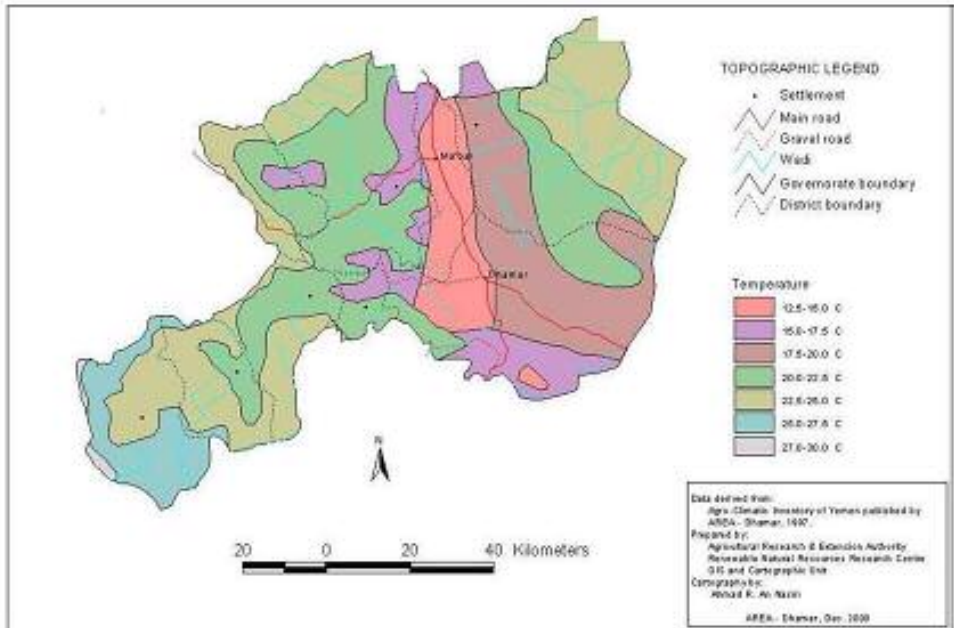 TOPOGRAPHIC LEGEND
Settlement
Main road
Gravel road
Wadi
Governorate boundary
District boundary
Temperature
12.5-15.0 C
15.0-17.5 C
17.5-20.0 C
20.0-22.5 C
22.5-25.0 C
25.0-27.5 C
27.0-30.0 C
Dhamar
N
20 0 20 40 Kilometers
Data derived from:
Agro-Climatic Inventory of Yemen published by
AREA - Dhamar, 1997.
Prepared by:
Agricultural Research & Extension Authority
Renewable Natural Resources Research Centre
GIS and Cartographic Unit
Cartography by:
Ahmad R. An
AREA - Dhamar, Dec. 2000